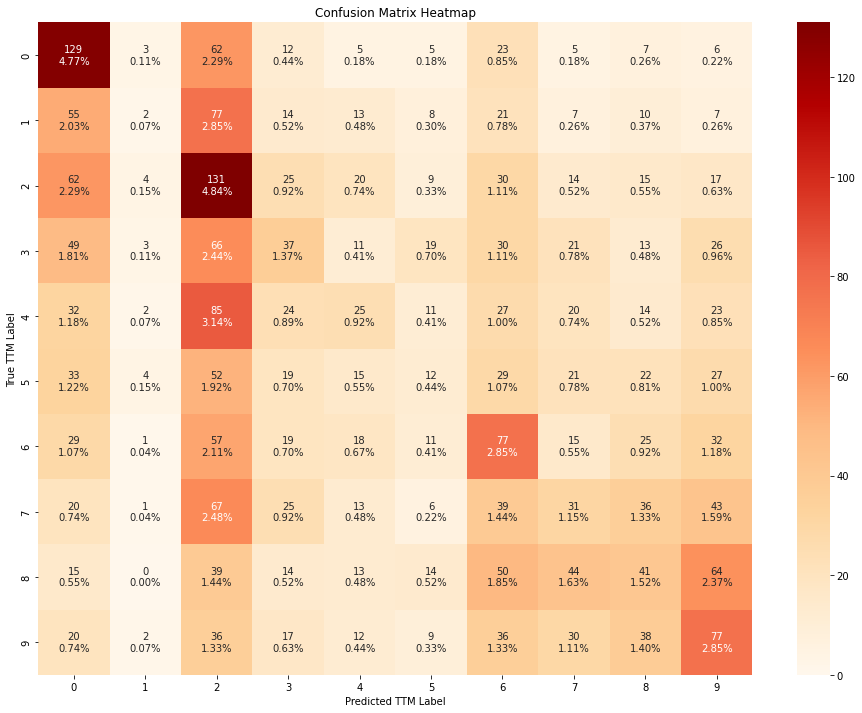 Confusion Matrix Heatmap
0 129 3 62 12 5 5 23 5 7 6
4.77% 0.11% 2.29% 0.44% 0.18% 0.18% 0.85% 0.18% 0.26% 0.22%
1 55 2 77 14 13 8 21 7 10 7
2.03% 0.07% 2.85% 0.52% 0.48% 0.30% 0.78% 0.26% 0.37% 0.26%
2 62 4 131 25 20 9 30 14 15 17
2.29% 0.15% 4.84% 0.92% 0.74% 0.33% 1.11% 0.52% 0.55% 0.63%
3 49 3 66 37 11 19 30 21 13 26
1.81% 0.11% 2.44% 1.37% 0.41% 0.70% 1.11% 0.78% 0.48% 0.96%
4 32 2 85 24 25 11 27 20 14 23
1.18% 0.07% 3.14% 0.89% 0.92% 0.41% 1.00% 0.74% 0.52% 0.85%
5 33 4 52 19 15 12 29 21 22 27
1.22% 0.15% 1.92% 0.70% 0.55% 0.44% 1.07% 0.78% 0.81% 1.00%
6 29 1 57 19 18 11 77 15 25 32
1.07% 0.04% 2.11% 0.70% 0.67% 0.41% 2.85% 0.55% 0.92% 1.18%
7 20 1 67 25 13 6 39 31 36 43
0.74% 0.04% 2.48% 0.92% 0.48% 0.22% 1.44% 1.15% 1.33% 1.59%
8 15 0 39 14 13 14 50 44 41 64
0.55% 0.00% 1.44% 0.52% 0.48% 0.52% 1.85% 1.63% 1.52% 2.37%
9 20 2 36 17 12 9 36 30 38 77
0.74% 0.07% 1.33% 0.63% 0.44% 0.33% 1.33% 1.11% 1.40% 2.85%
0 1 2 3 4 5 6 7 8 9
Predicted TTM Label
True TTM Label
120
100
80
60
40
20
0